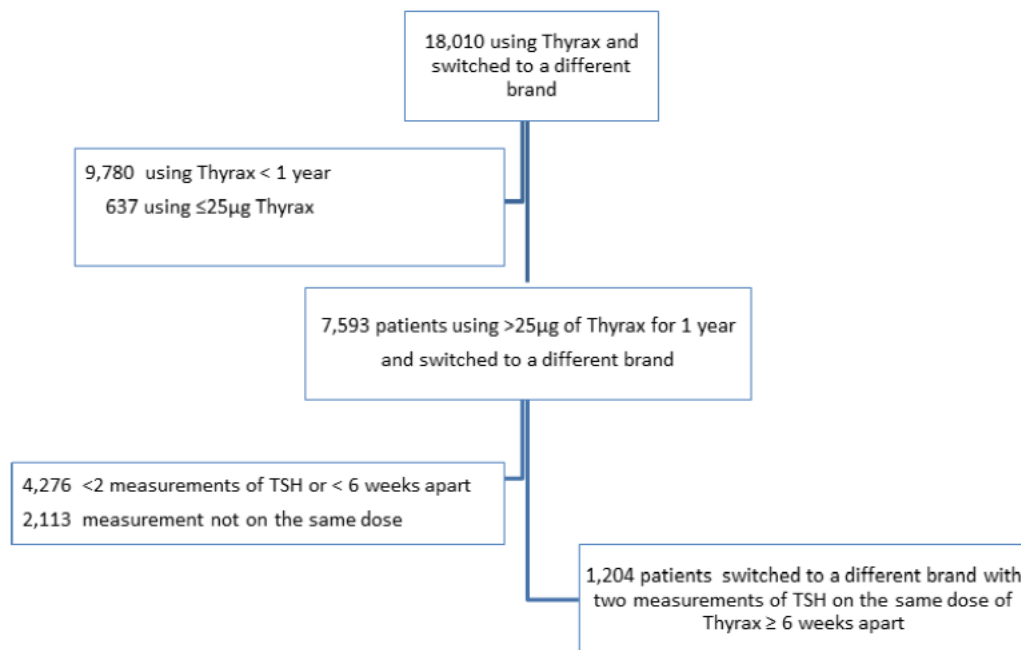 18,010 using Thyrax and
switched to a different
brand
9,780 using Thyrax < 1 year
637 using ≤25µg Thyrax
7,593 patients using >25µg of Thyrax for 1 year
and switched to a different brand
4,276 <2 measurements of TSH or < 6 weeks apart
2,113 measurement not on the same dose
1,204 patients switched to a different brand with
two measurements of TSH on the same dose of
Thyrax ≥ 6 weeks apart